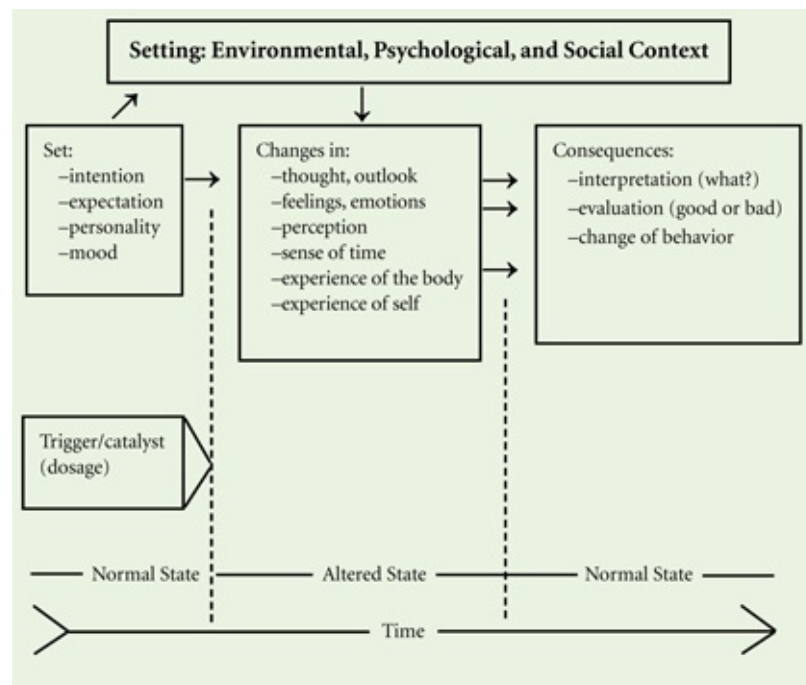 Setting: Environmental, Psychological, and Social Context
Set:
–intention
–expectation
–personality
–mood
Changes in:
–thought, outlook
–feelings, emotions
–perception
–sense of time
–experience of the body
–experience of self
Consequences:
–interpretation (what?)
–evaluation (good or bad)
–change of behavior
Trigger/catalyst
(dosage)
Normal State
Altered State
Normal State
Time